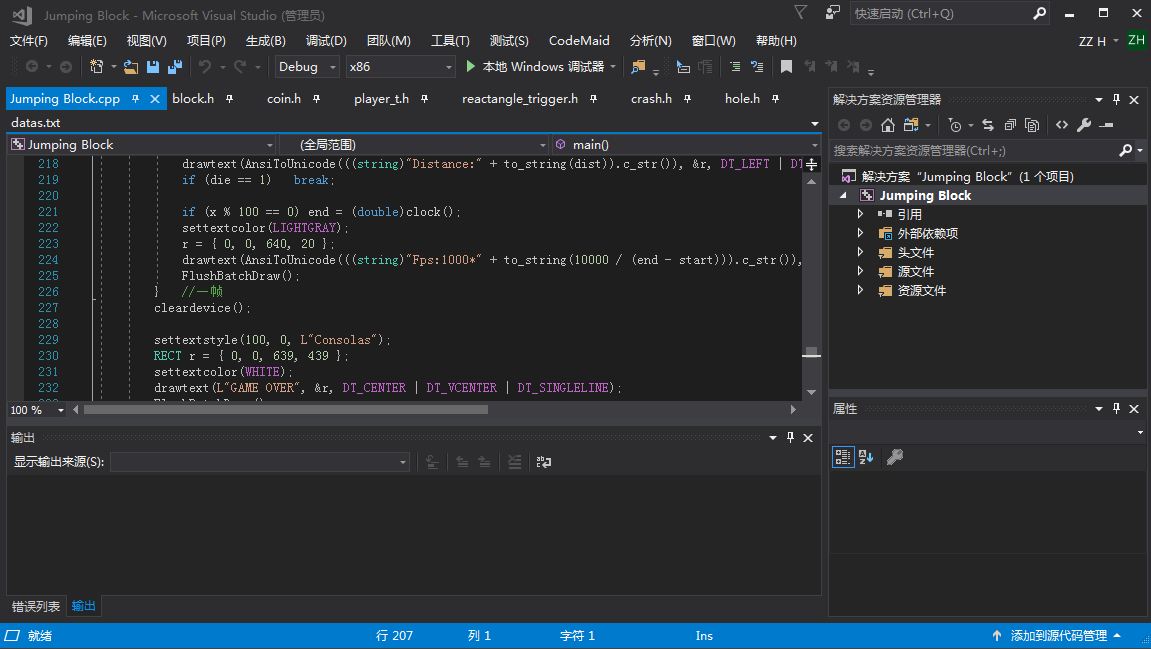 Jumping Block - Microsoft Visual Studio (管理员)
快速启动 (Ctrl+Q)
文件(F) 编辑(E) 视图(V) 项目(P) 生成(B) 调试(D) 团队(M) 工具(T) 测试(S) CodeMaid 分析(N) 窗口(W) 帮助(H) ZZ H ZH
Debug x86 本地 Windows 调试器
Jumping Block.cpp block.h coin.h player_t.h reactangle_trigger.h crash.h hole.h
datas.txt
Jumping Block (全局范围) main()
218 drawtext(AnsiToUnicode(((string)"Distance:" + to_string(dist)).c_str()), &r, DT_LEFT | DT
219 if (die == 1) break;
220
221 if (x % 100 == 0) end = (double)clock();
222 settextcolor(LIGHTGRAY);
223 r = { 0, 0, 640, 20 };
224 drawtext(AnsiToUnicode(((string)"Fps:1000*" + to_string(10000 / (end - start))).c_str()),
225 FlushBatchDraw();
226 } //一帧
227 cleardevice();
228
229 settextstyle(100, 0, L"Consolas");
230 RECT r = { 0, 0, 639, 439 };
231 settextcolor(WHITE);
232 drawtext(L"GAME OVER", &r, DT_CENTER | DT_VCENTER | DT_SINGLELINE);
100 %
输出
显示输出来源(S):
错误列表 输出
解决方案资源管理器
搜索解决方案资源管理器(Ctrl+;)
解决方案 "Jumping Block" (1 个项目)
Jumping Block
引用
外部依赖项
头文件
源文件
资源文件
属性
就绪 行 207 列 1 字符 1 Ins 添加到源代码管理